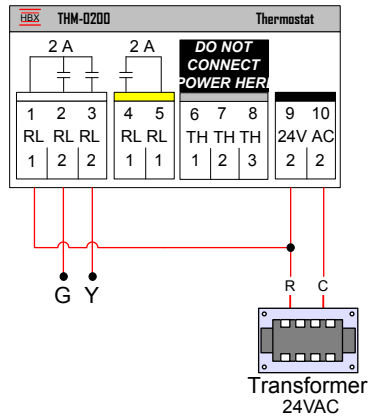 HBX THM-0200 Thermostat
2 A 2 A DO NOT
CONNECT
POWER HERE
1 2 3 4 5 6 7 8 9 10
RL RL RL RL RL TH TH TH 24V AC
1 2 2 1 1 1 2 3 2 2
G Y R C
Transformer
24VAC